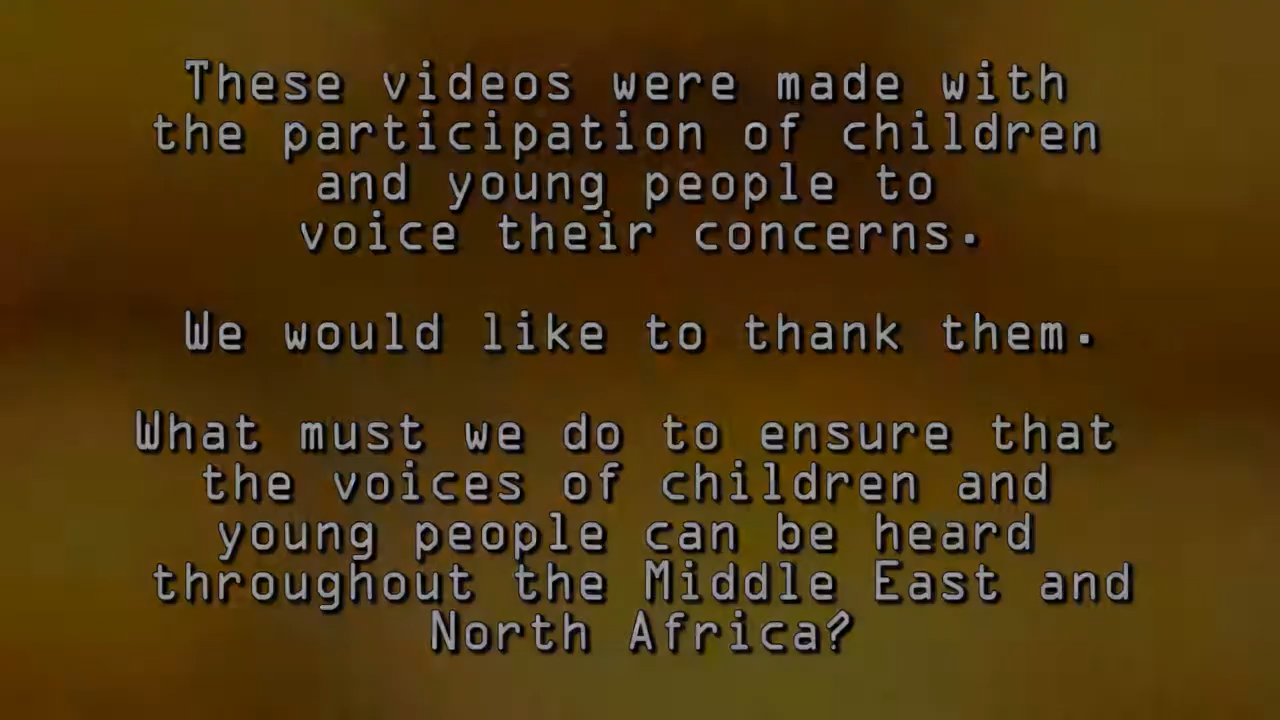 These videos were made with
the participation of children
and young people to
voice their concerns.
We would like to thank them.
What must we do to ensure that
the voices of children and
young people can be heard
throughout the Middle East and
North Africa?